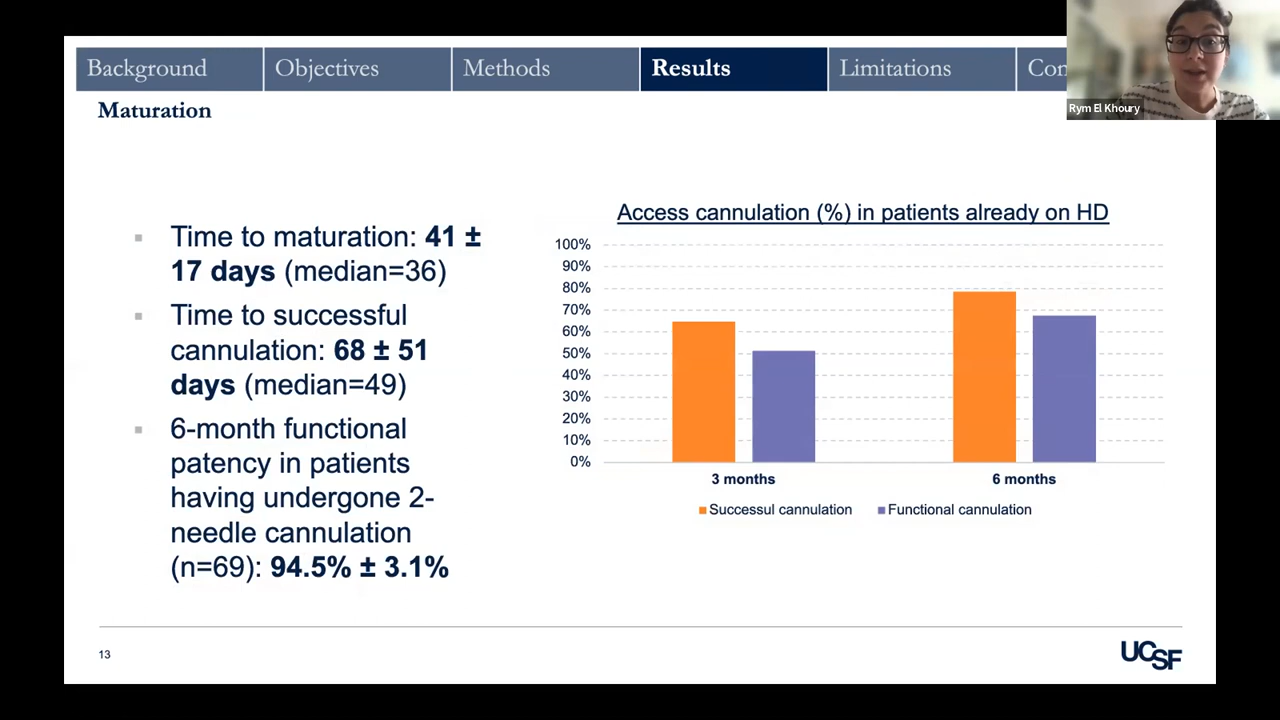 Background
Objectives
Methods
Results
Limitations
Rym El Khoury
Maturation
Time to maturation: 41 ±
17 days (median=36)
Time to successful
cannulation: 68 ± 51
days (median=49)
6-month functional
patency in patients
having undergone 2-
needle cannulation
(n=69): 94.5% ± 3.1%
Access cannulation (%) in patients already on HD
100%
90%
80%
70%
60%
50%
40%
30%
20%
10%
0%
3 months
6 months
Successul cannulation
Functional cannulation
13
UCSF